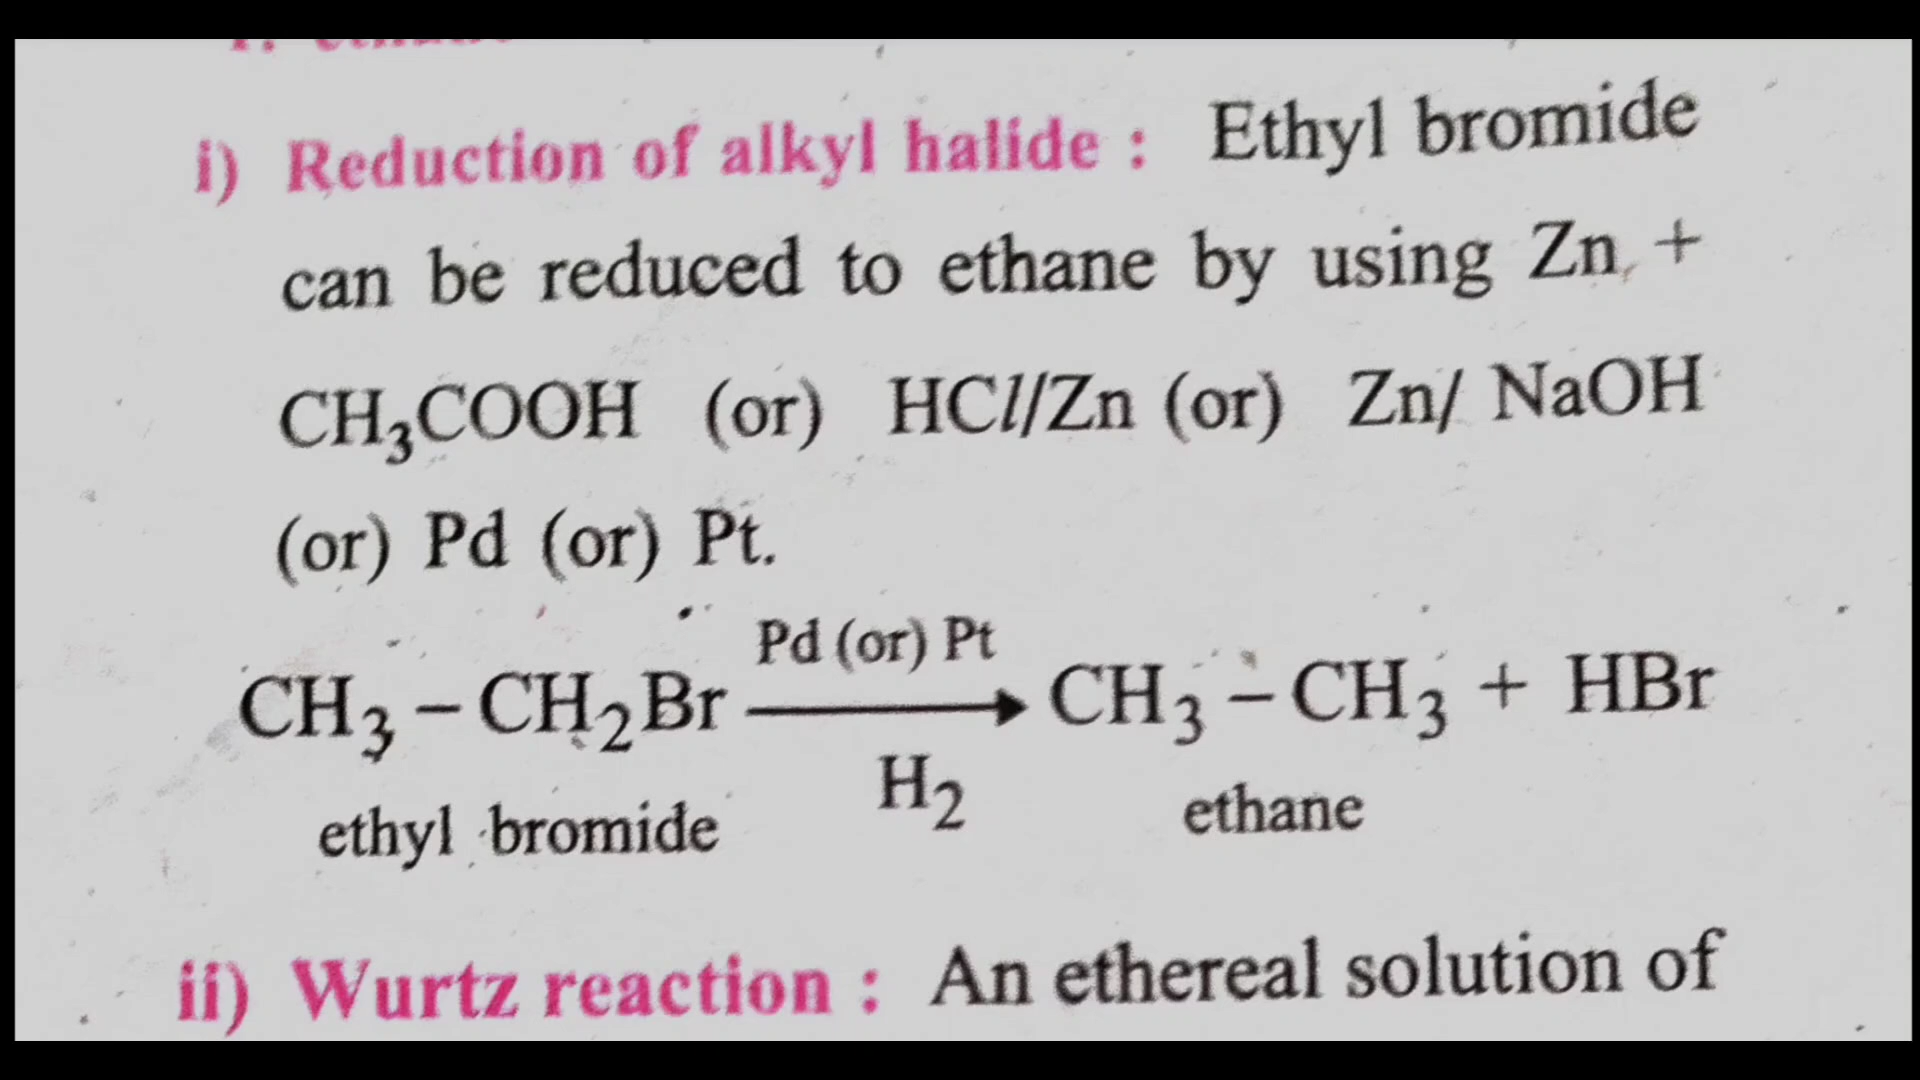 i) Reduction of alkyl halide : Ethyl bromide
can be reduced to ethane by using Zn +
CH₃COOH (or) HCl/Zn (or) Zn/ NaOH
(or) Pd (or) Pt.
Pd (or) Pt
CH₃ – CH₂Br ⟶ CH₃ – CH₃ + HBr
H₂
ethyl bromide ethane
ii) Wurtz reaction : An ethereal solution of